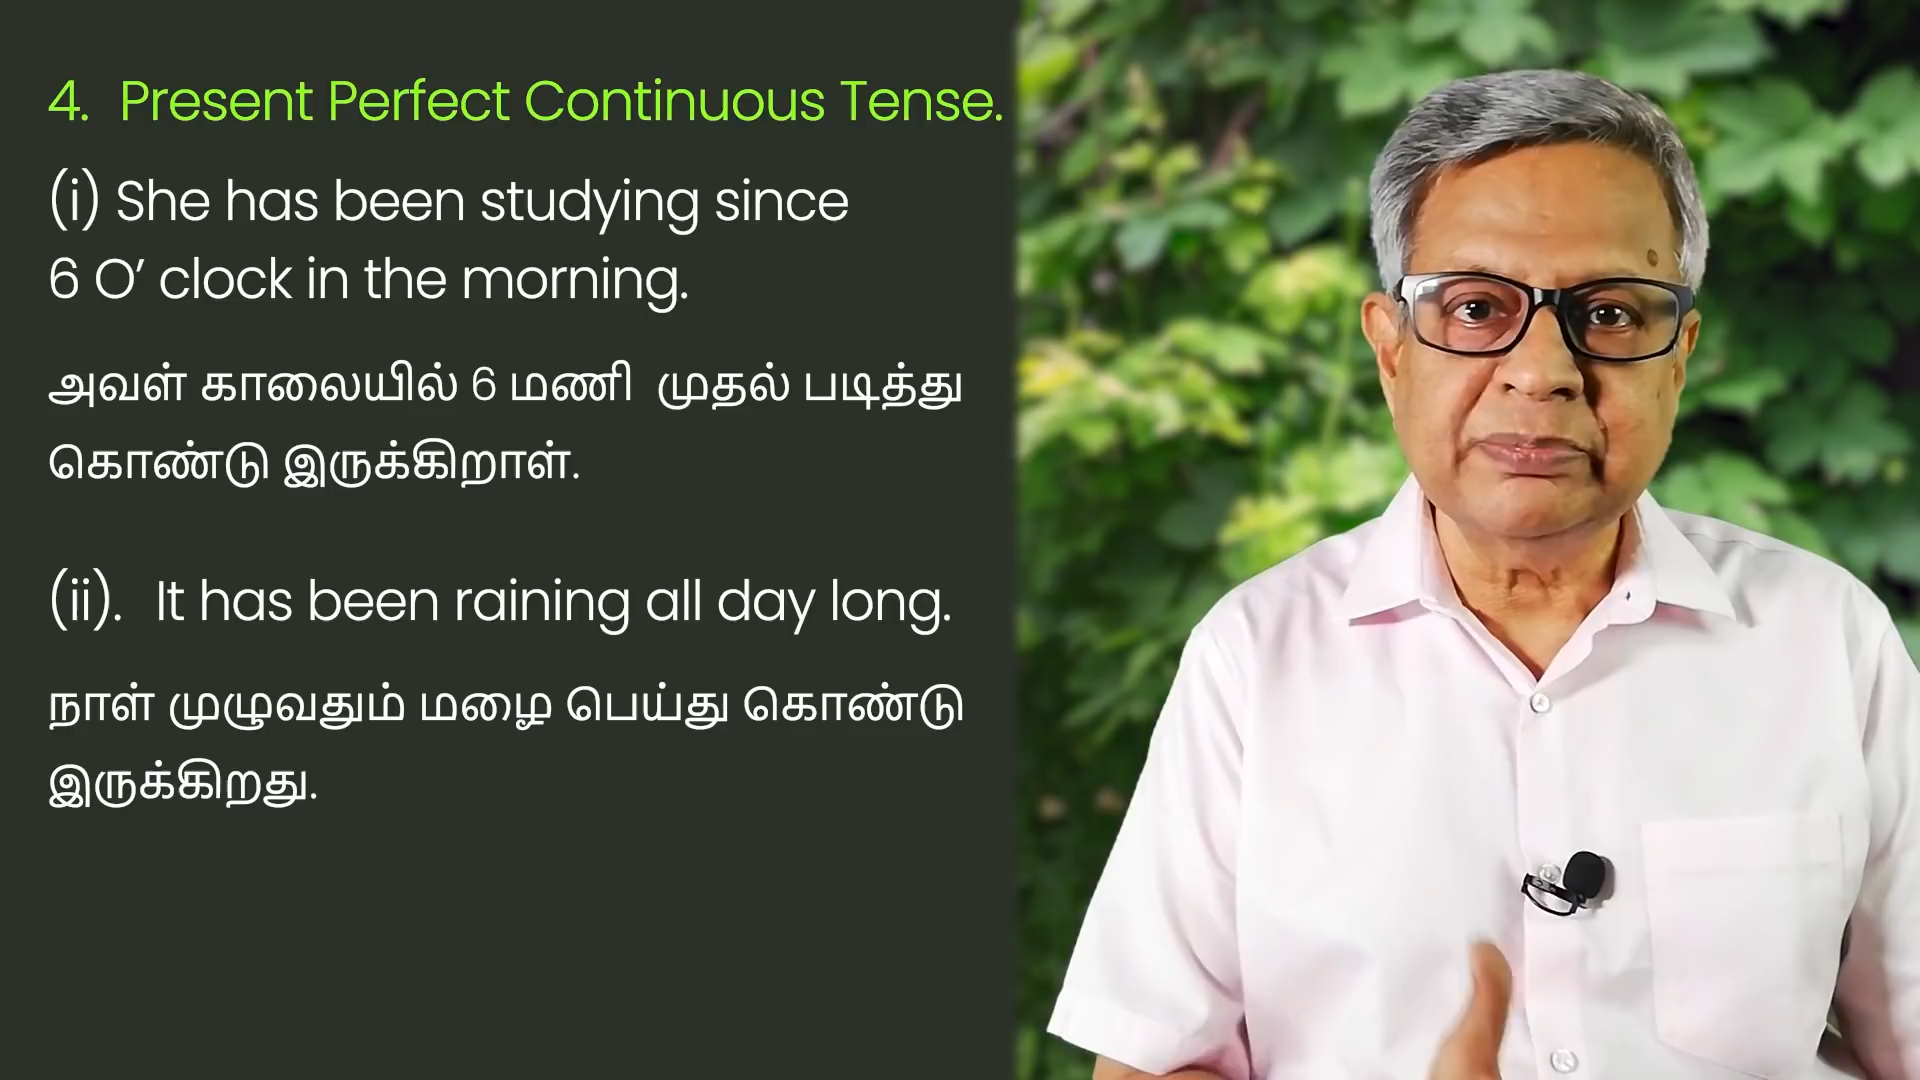 4. Present Perfect Continuous Tense.
(i) She has been studying since
6 O’ clock in the morning.
அவள் காலையில் 6 மணி முதல் படித்து
கொண்டு இருக்கிறாள்.
(ii). It has been raining all day long.
நாள் முழுவதும் மழை பெய்து கொண்டு
இருக்கிறது.